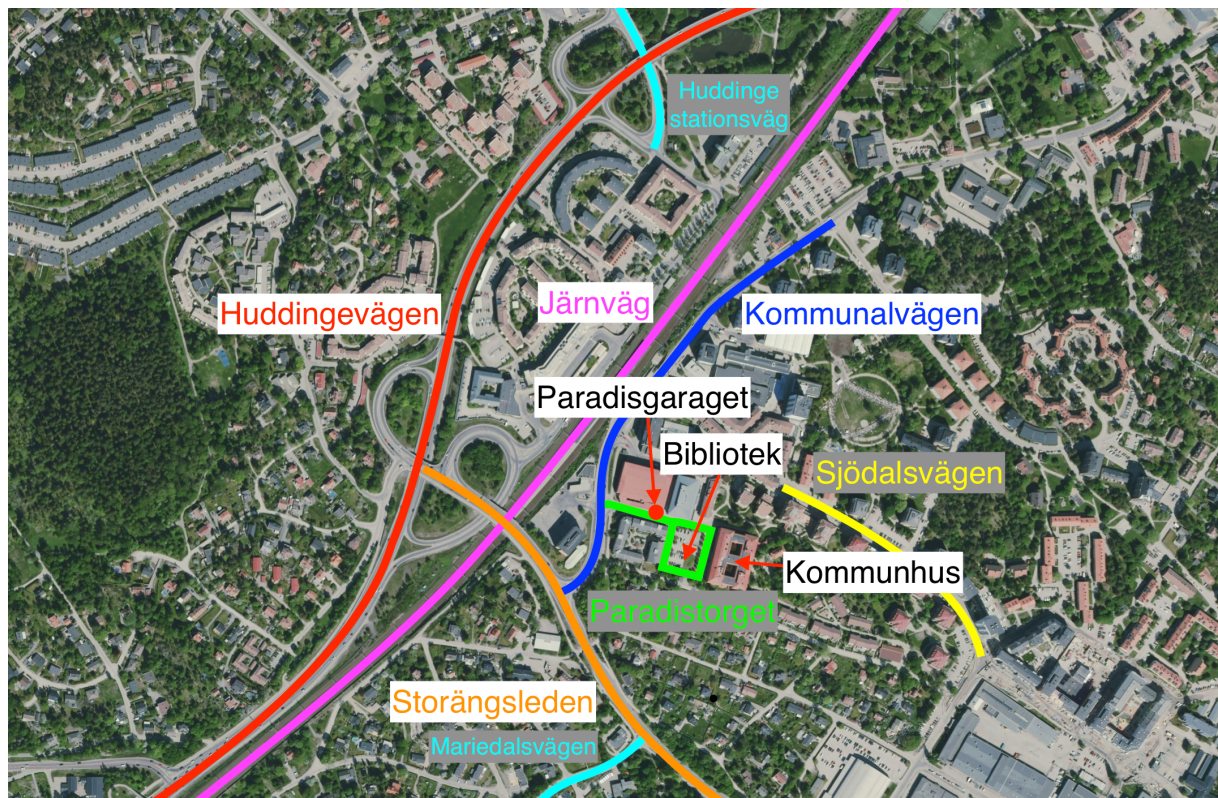 Huddinge
stationsväg
Huddingevägen
Järnväg
Kommunalvägen
Paradisgaraget
Bibliotek
Sjödalsvägen
Kommunhus
Paradistorget
Storängsleden
Mariedalsvägen